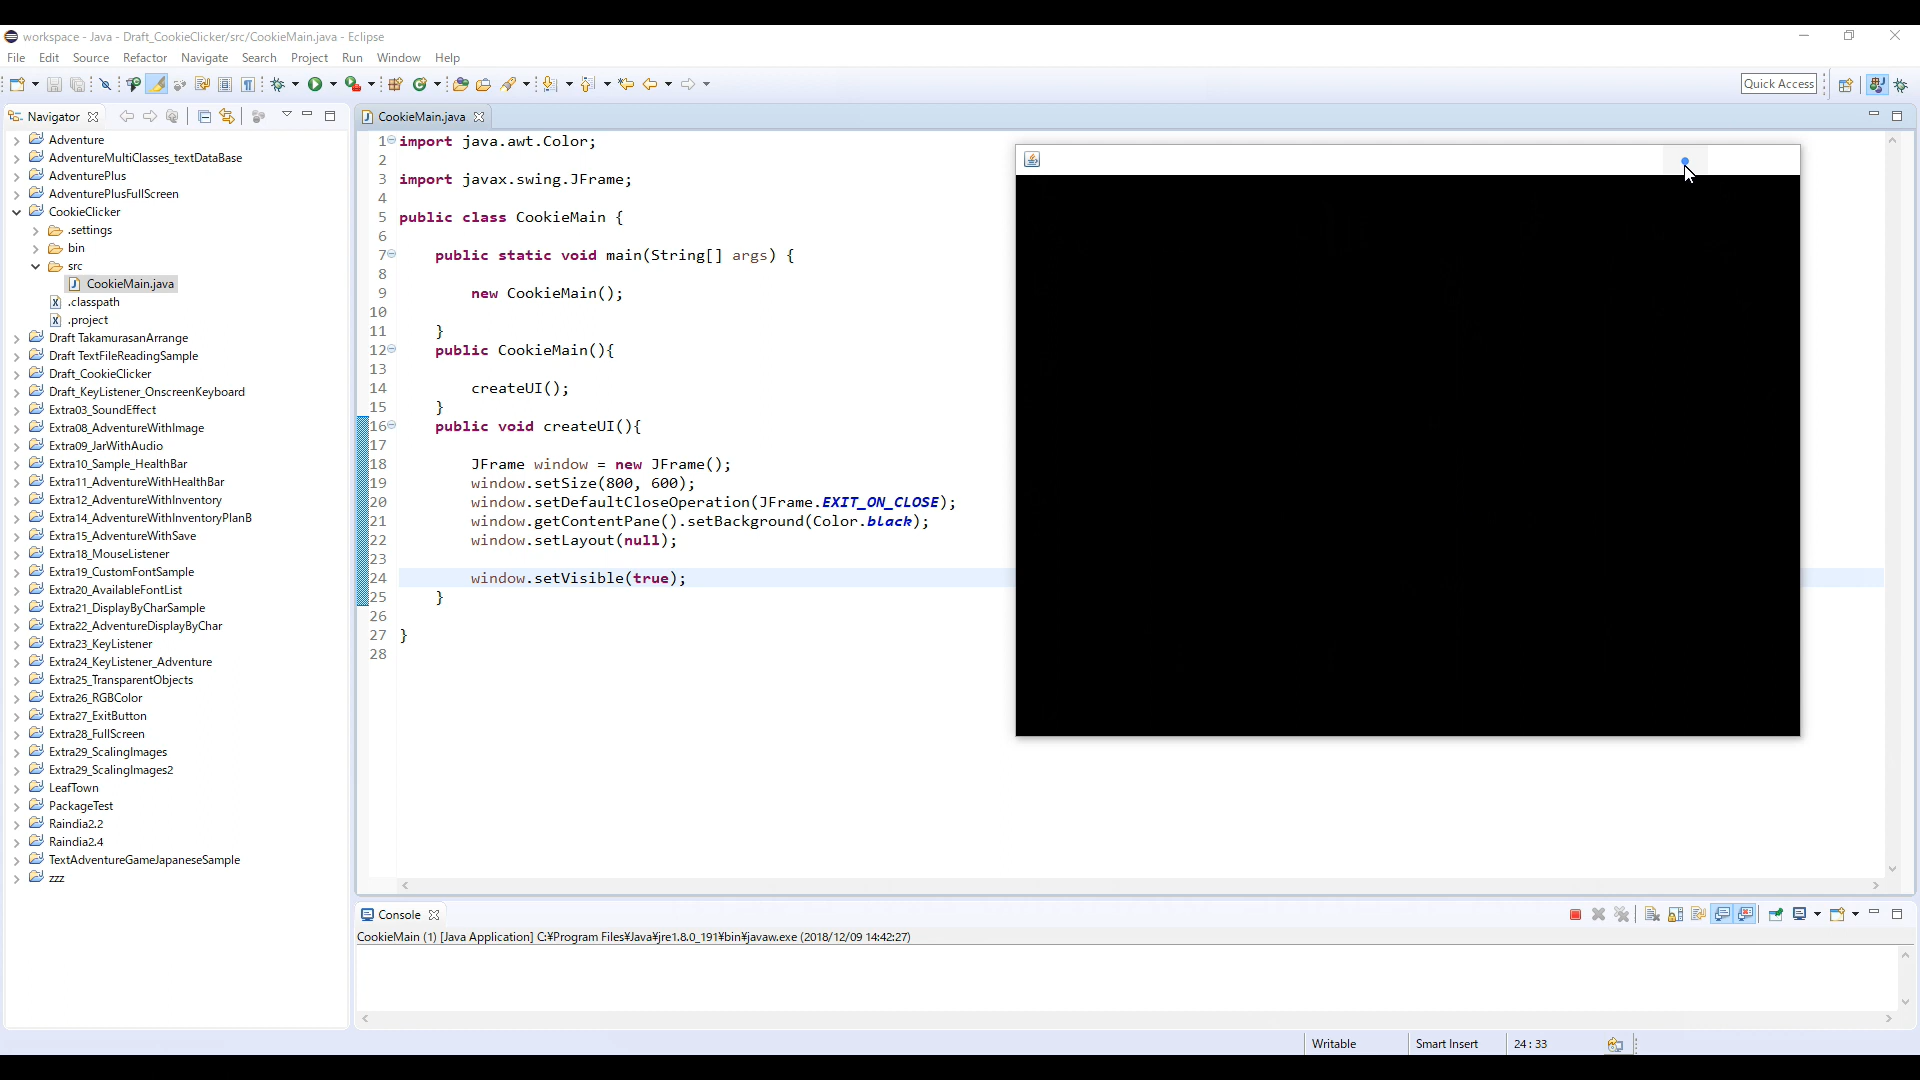 workspace - Java - Draft_CookieClicker/src/CookieMain.java - Eclipse
File Edit Source Refactor Navigate Search Project Run Window Help
Quick Access
Navigator
Adventure
AdventureMultiClasses_textDataBase
AdventurePlus
AdventurePlusFullScreen
CookieClicker
.settings
bin
src
CookieMain.java
.classpath
.project
Draft TakamurasanArrange
Draft TextFileReadingSample
Draft_CookieClicker
Draft_KeyListener_OnscreenKeyboard
Extra03_SoundEffect
Extra08_AdventureWithImage
Extra09_JarWithAudio
Extra10_Sample_HealthBar
Extra11_AdventureWithHealthBar
Extra12_AdventureWithInventory
Extra14_AdventureWithInventoryPlanB
Extra15_AdventureWithSave
Extra18_MouseListener
Extra19_CustomFontSample
Extra20_AvailableFontList
Extra21_DisplayByCharSample
Extra22_AdventureDisplayByChar
Extra23_KeyListener
Extra24_KeyListener_Adventure
Extra25_TransparentObjects
Extra26_RGBColor
Extra27_ExitButton
Extra28_FullScreen
Extra29_ScalingImages
Extra29_ScalingImages2
LeafTown
PackageTest
Raindia2.2
Raindia2.4
TextAdventureGameJapaneseSample
zzz
CookieMain.java
1 import java.awt.Color;
2
3 import javax.swing.JFrame;
4
5 public class CookieMain {
6
7 public static void main(String[] args) {
8
9 new CookieMain();
10
11 }
12 public CookieMain(){
13
14 createUI();
15 }
16 public void createUI(){
17
18 JFrame window = new JFrame();
19 window.setSize(800, 600);
20 window.setDefaultCloseOperation(JFrame.EXIT_ON_CLOSE);
21 window.getContentPane().setBackground(Color.black);
22 window.setLayout(null);
23
24 window.setVisible(true);
25 }
26
27 }
28
Console
CookieMain (1) [Java Application] C:¥Program Files¥Java¥jre1.8.0_191¥bin¥javaw.exe (2018/12/09 14:42:27)
Writable Smart Insert 24 : 33